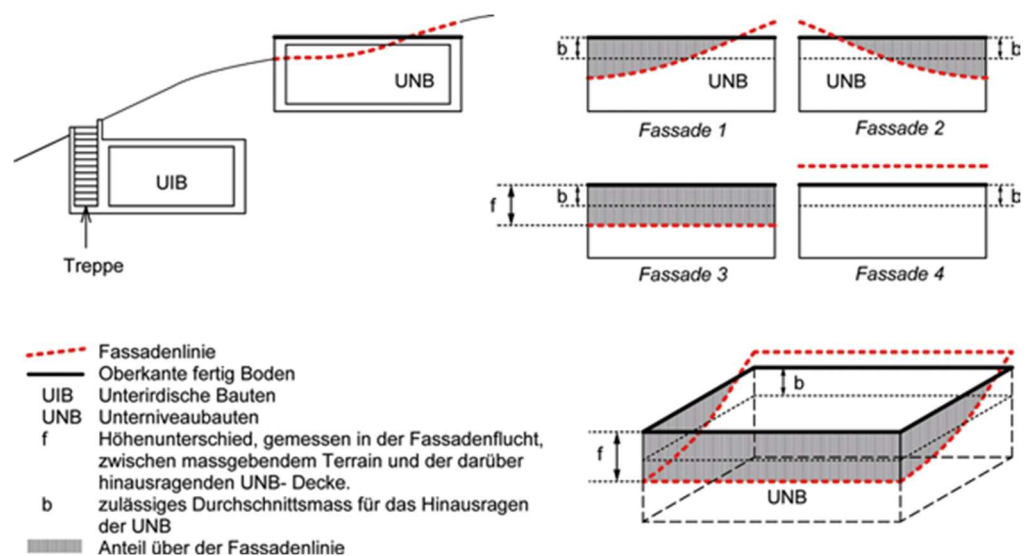 UNB
UIB
Treppe
b
UNB
Fassade 1
b
UNB
Fassade 2
f
b
Fassade 3
b
Fassade 4
Fassadenlinie
Oberkante fertig Boden
UIB Unterirdische Bauten
UNB Unterniveaubauten
f Höhenunterschied, gemessen in der Fassadenflucht,
zwischen massgebendem Terrain und der darüber
hinausragenden UNB- Decke.
b zulässiges Durchschnittsmass für das Hinausragen
der UNB
Anteil über der Fassadenlinie
b
f
UNB